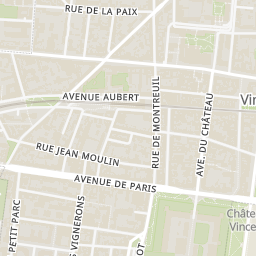 RUE DE LA PAIX
AVENUE AUBERT
Vin
RUE DE MONTREUIL
AVE. DU CHÂTEAU
RUE JEAN MOULIN
AVENUE DE PARIS
PETIT PARC
S VIGNERONS
OT
Châte
Vince